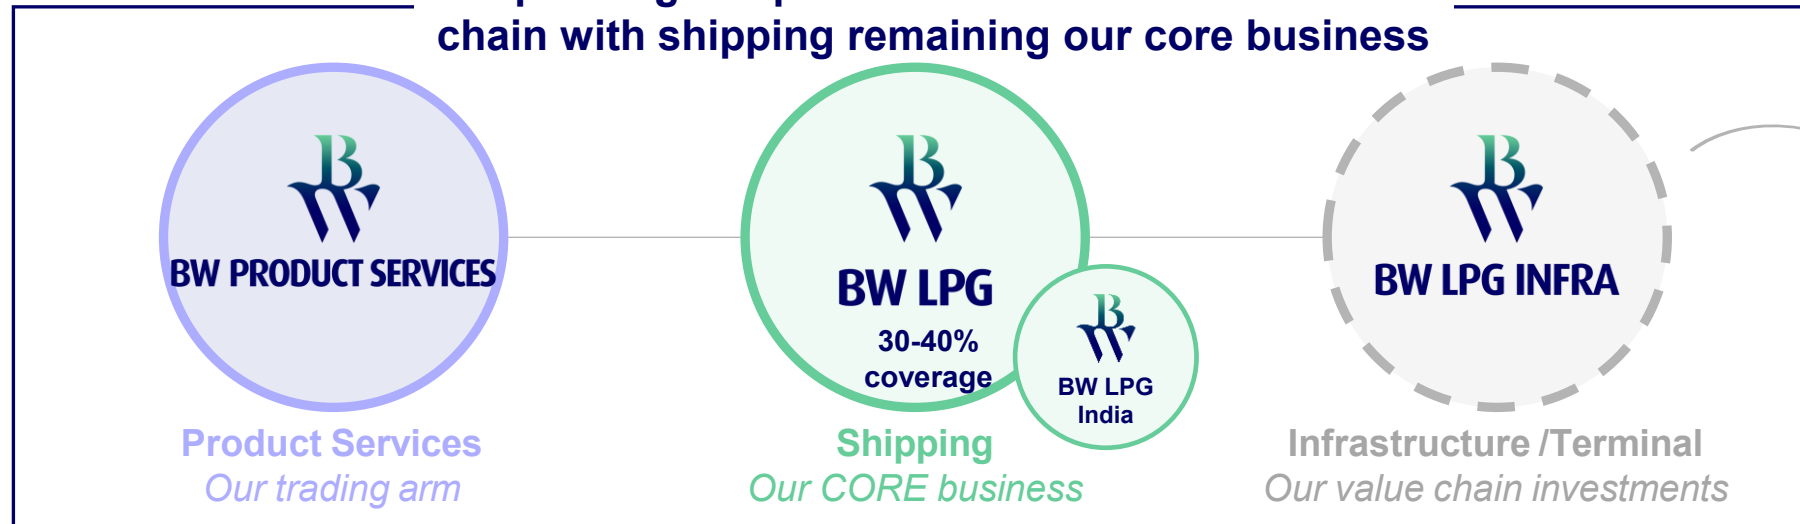 chain with shipping remaining our core business
BW PRODUCT SERVICES
Product Services
Our trading arm
BW LPG
30-40%
coverage
BW LPG
India
Shipping
Our CORE business
BW LPG INFRA
Infrastructure /Terminal
Our value chain investments